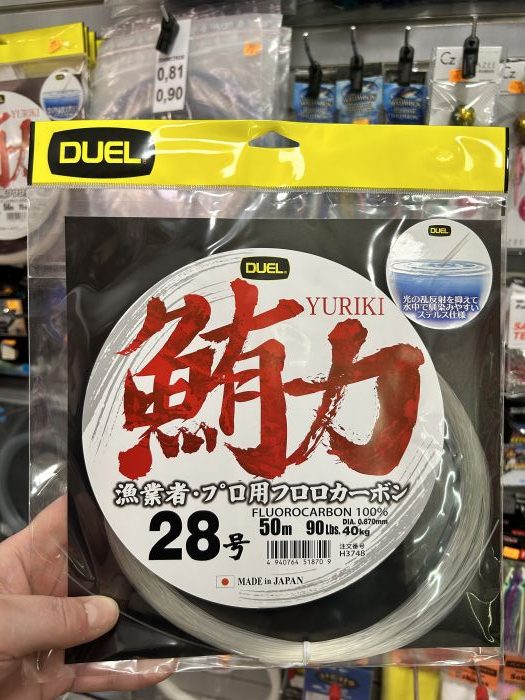 0,81
0,90
CZ
DUEL
DUEL
DUEL
YURIKI
光の乱反射を抑えて
水中で馴染みやすい
ステルス仕様
鮪力
漁業者・プロ用フロロカーボン
FLUOROCARBON 100%
28号
50m 90Lbs. DIA. 0.870mm 40kg
注文番号
H3748
4 940764 51870 9
MADE in JAPAN